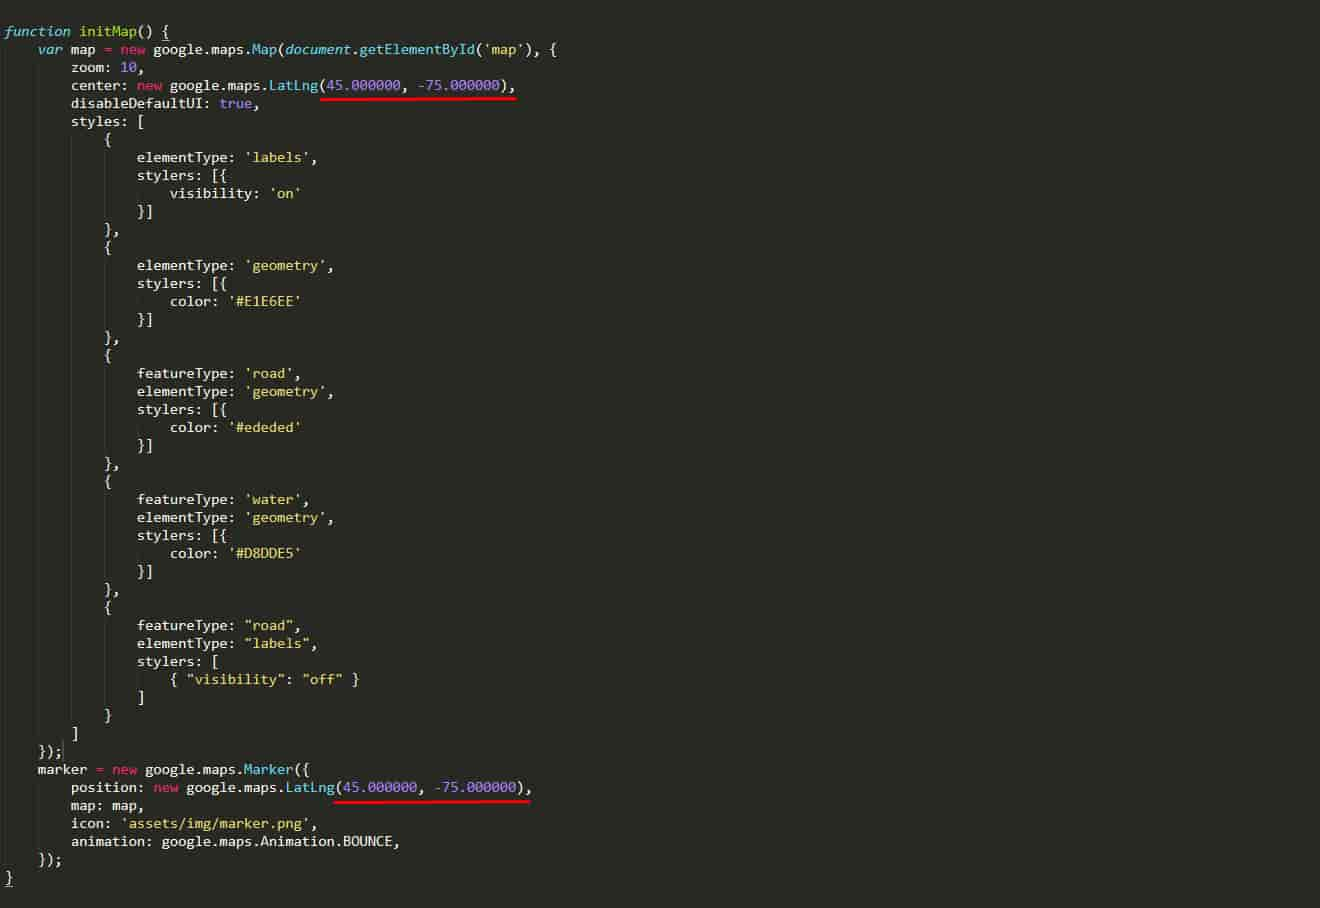 function initMap() {
    var map = new google.maps.Map(document.getElementById('map'), {
        zoom: 10,
        center: new google.maps.LatLng(45.000000, -75.000000),
        disableDefaultUI: true,
        styles: [
            {
                elementType: 'labels',
                stylers: [{
                    visibility: 'on'
                }]
            },
            {
                elementType: 'geometry',
                stylers: [{
                    color: '#E1E6EE'
                }]
            },
            {
                featureType: 'road',
                elementType: 'geometry',
                stylers: [{
                    color: '#ededed'
                }]
            },
            {
                featureType: 'water',
                elementType: 'geometry',
                stylers: [{
                    color: '#D8DDE5'
                }]
            },
            {
                featureType: "road",
                elementType: "labels",
                stylers: [
                    { "visibility": "off" }
                ]
            }
        ]
    });
    marker = new google.maps.Marker({
        position: new google.maps.LatLng(45.000000, -75.000000),
        map: map,
        icon: 'assets/img/marker.png',
        animation: google.maps.Animation.BOUNCE,
    });
}